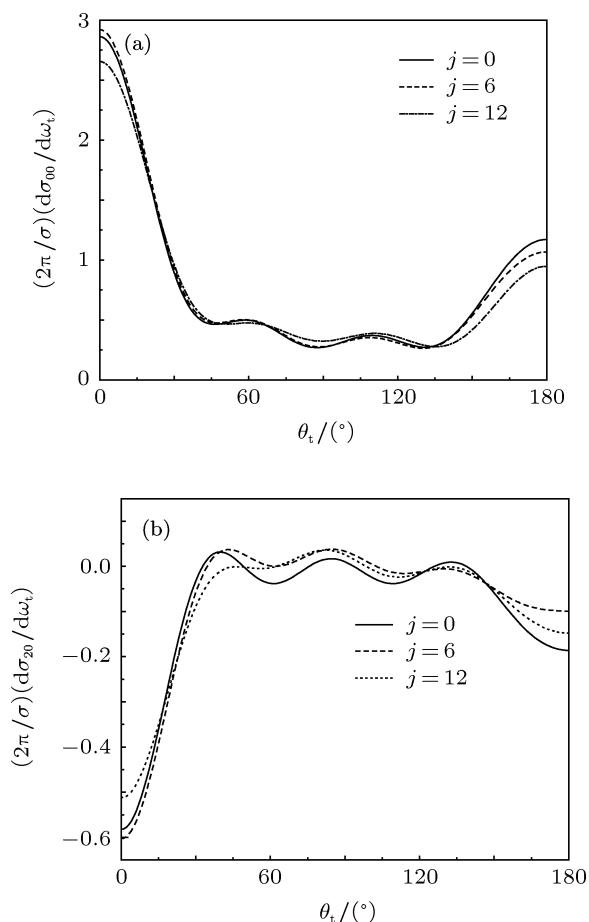 (a)
j = 0
j = 6
j = 12
3
2
1
0
(2π/σ)(dσ₀₀/dωₜ)
0 60 120 180
θₜ/(°)
(b)
0.0
−0.2
−0.4
−0.6
j = 0
j = 6
j = 12
(2π/σ)(dσ₂₀/dωₜ)
0 60 120 180
θₜ/(°)